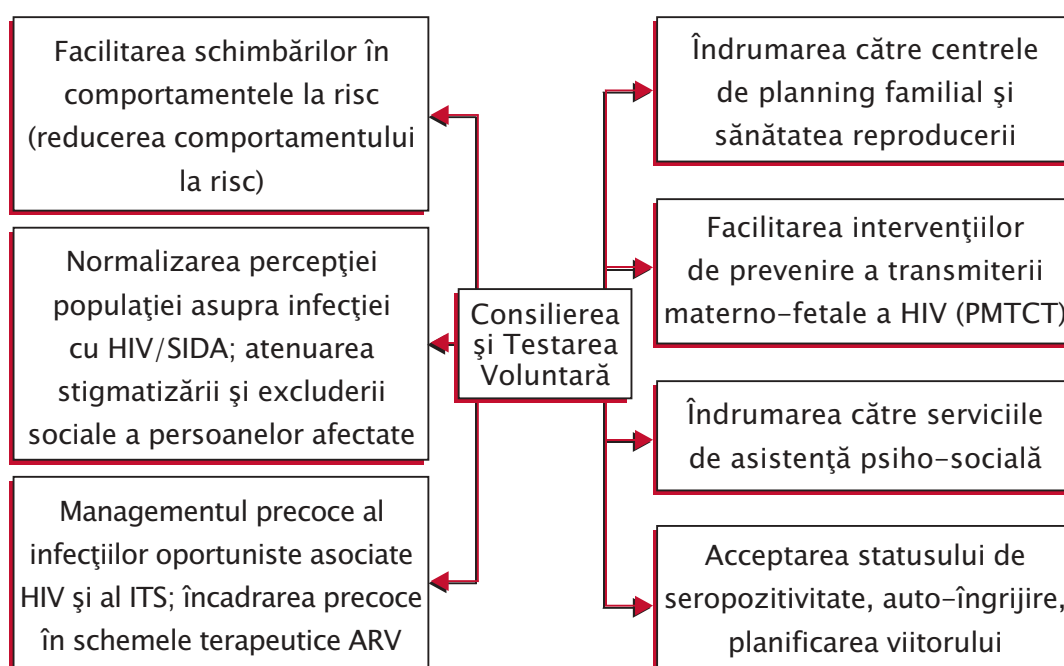 Facilitarea schimbărilor în
comportamentele la risc
(reducerea comportamentului
la risc)
Normalizarea percepţiei
populaţiei asupra infecţiei
cu HIV/SIDA; atenuarea
stigmatizării şi excluderii
sociale a persoanelor afectate
Managementul precoce al
infecţiilor oportuniste asociate
HIV şi al ITS; încadrarea precoce
în schemele terapeutice ARV
Consilierea
şi Testarea
Voluntară
Îndrumarea către centrele
de planning familial şi
sănătatea reproducerii
Facilitarea intervenţiilor
de prevenire a transmiterii
materno-fetale a HIV (PMTCT)
Îndrumarea către serviciile
de asistenţă psiho-socială
Acceptarea statusului de
seropozitivitate, auto-îngrijire,
planificarea viitorului